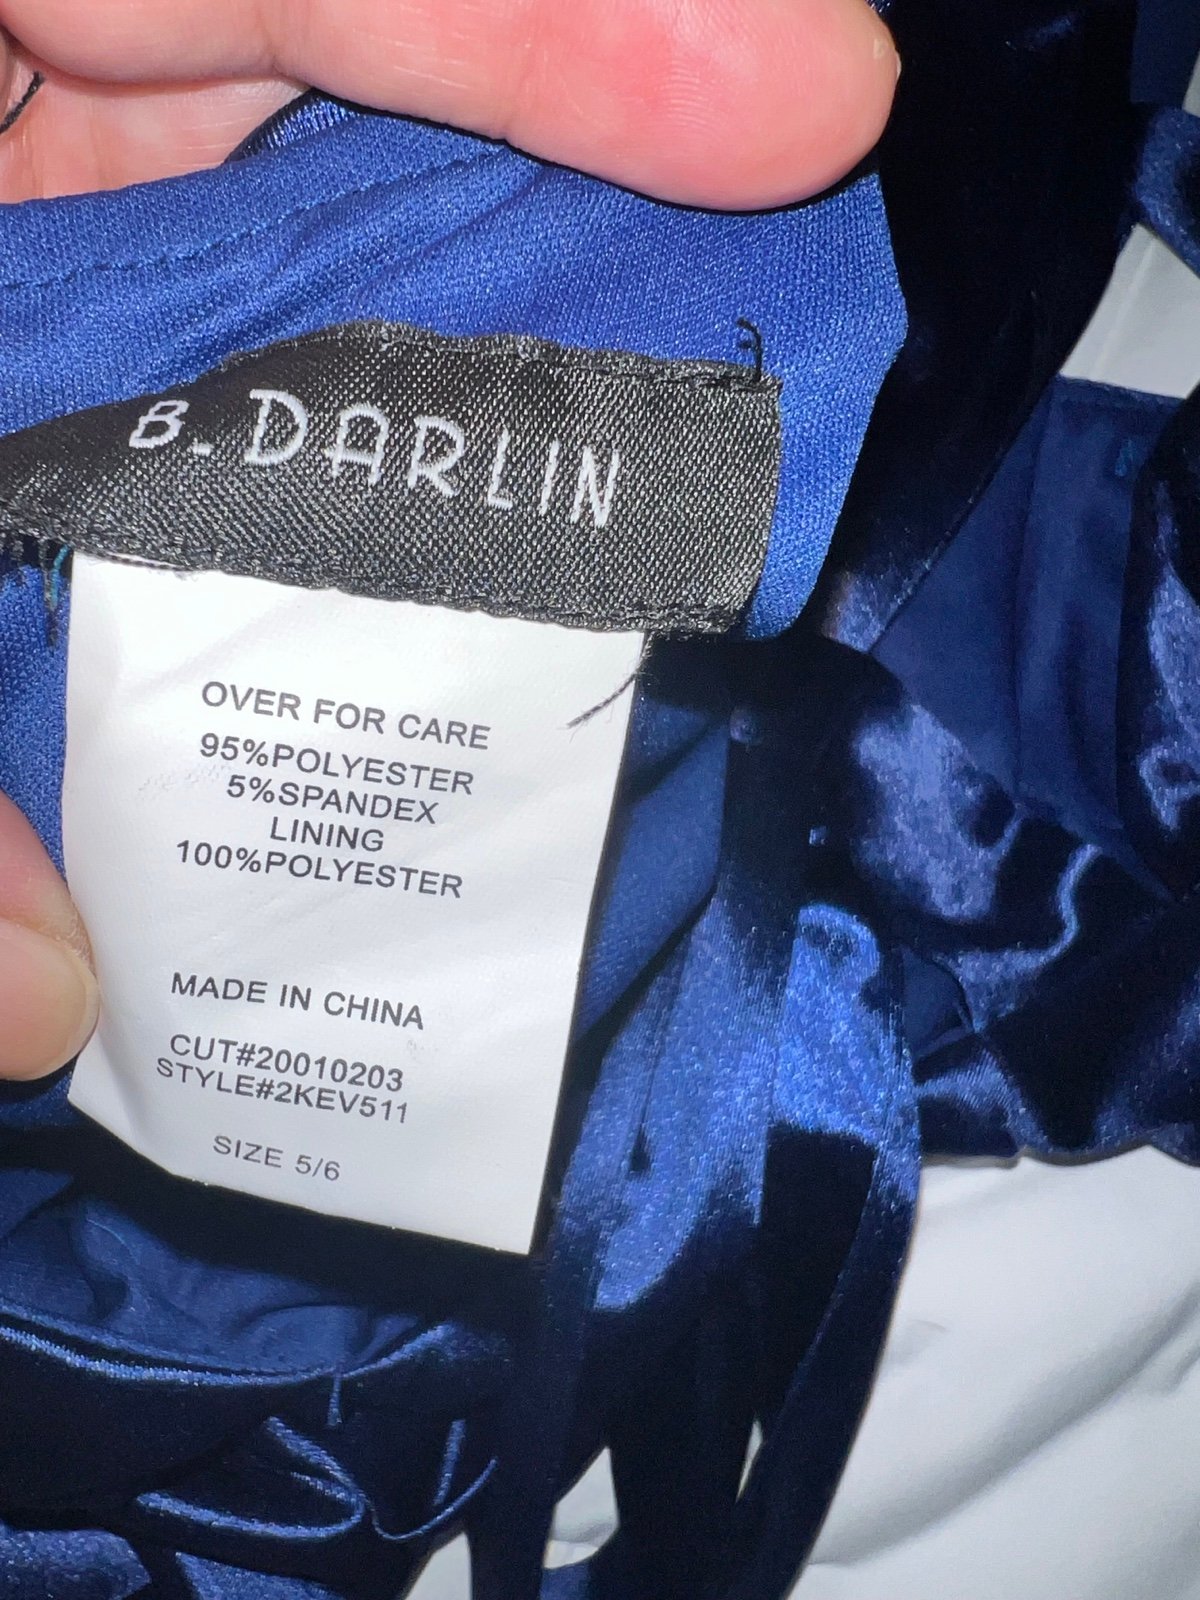 B. DARLIN
OVER FOR CARE
95%POLYESTER
5%SPANDEX
LINING
100%POLYESTER
MADE IN CHINA
CUT#20010203
STYLE#2KEV511
SIZE 5/6